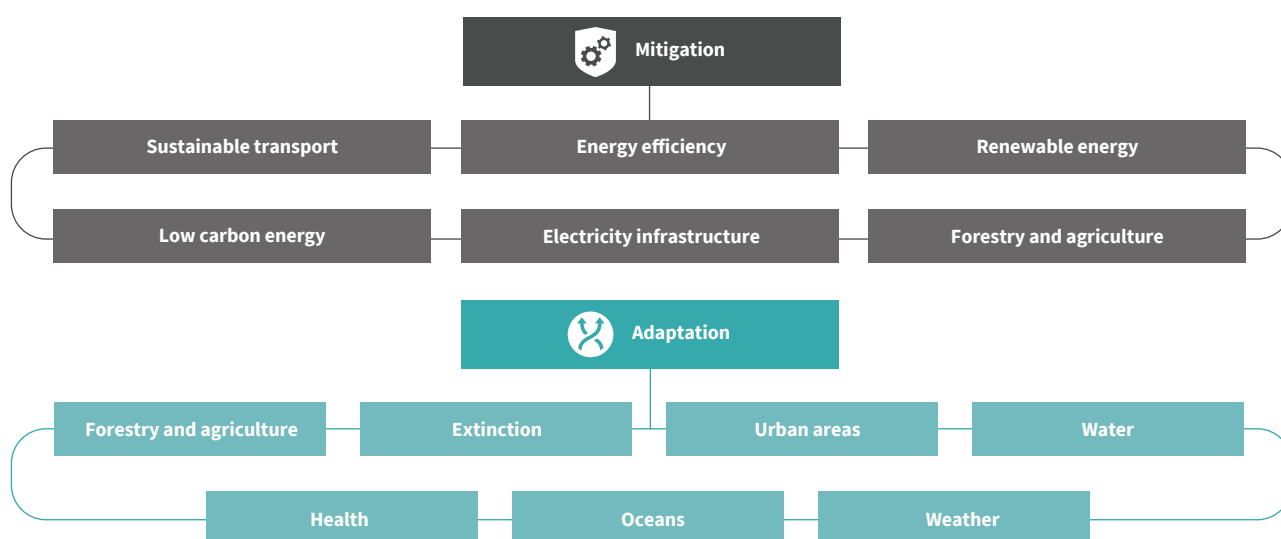 Mitigation
Sustainable transport
Energy efficiency
Renewable energy
Low carbon energy
Electricity infrastructure
Forestry and agriculture
Adaptation
Forestry and agriculture
Extinction
Urban areas
Water
Health
Oceans
Weather